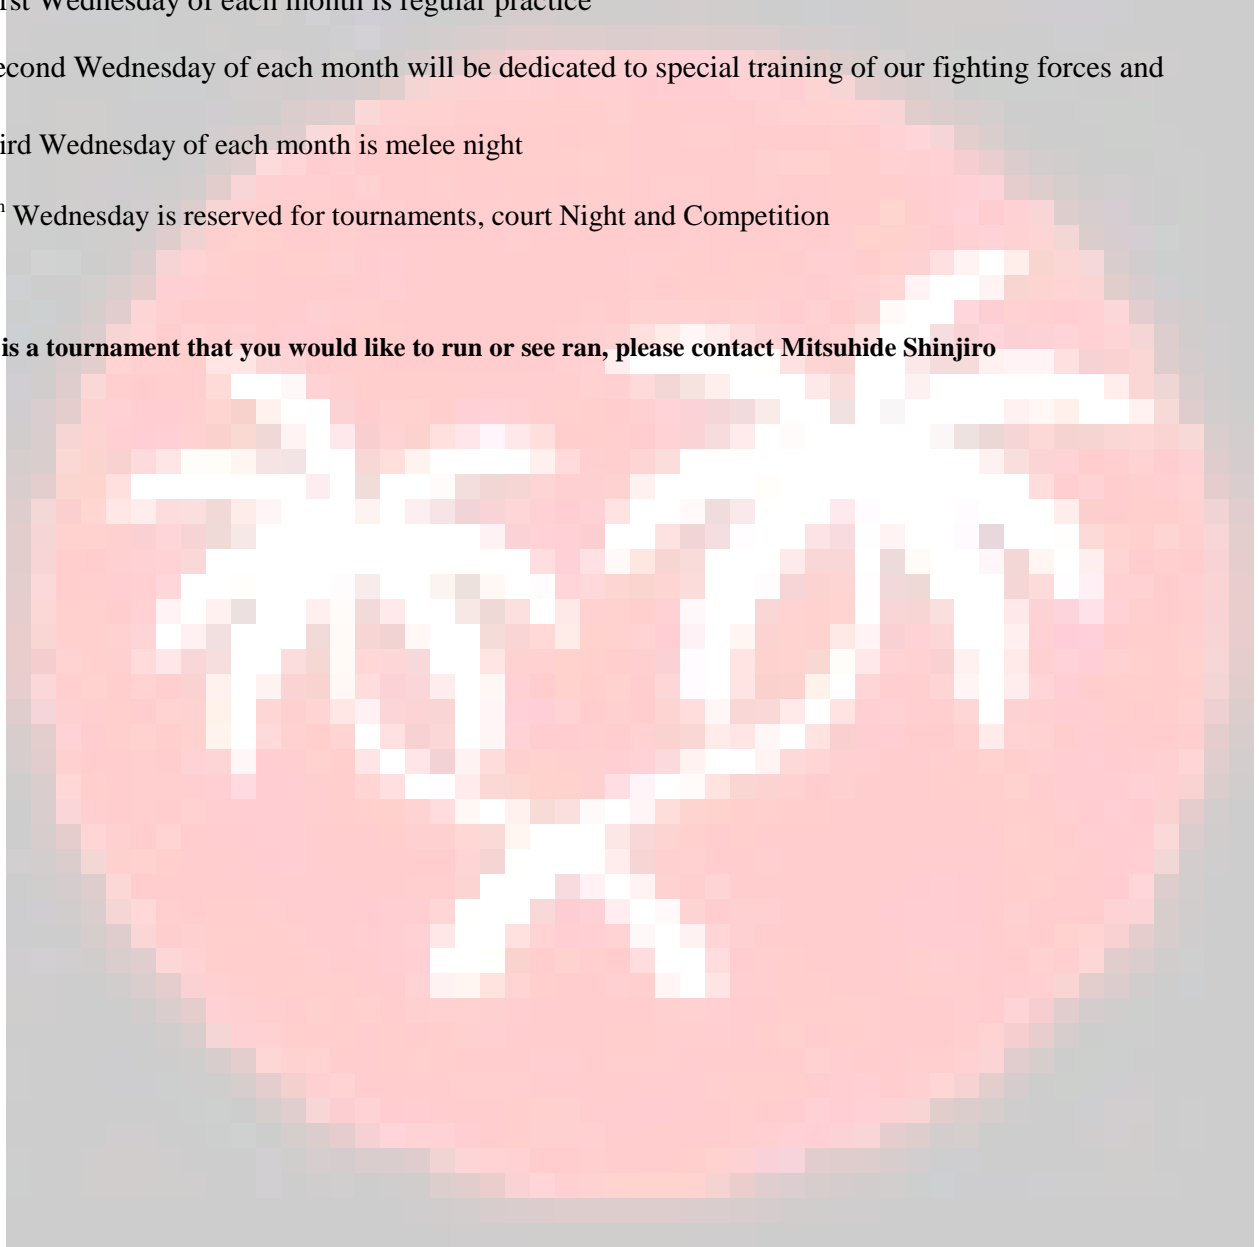 rst Wednesday of each month is regular practice
econd Wednesday of each month will be dedicated to special training of our fighting forces and
ird Wednesday of each month is melee night
h Wednesday is reserved for tournaments, court Night and Competition
is a tournament that you would like to run or see ran, please contact Mitsuhide Shinjiro